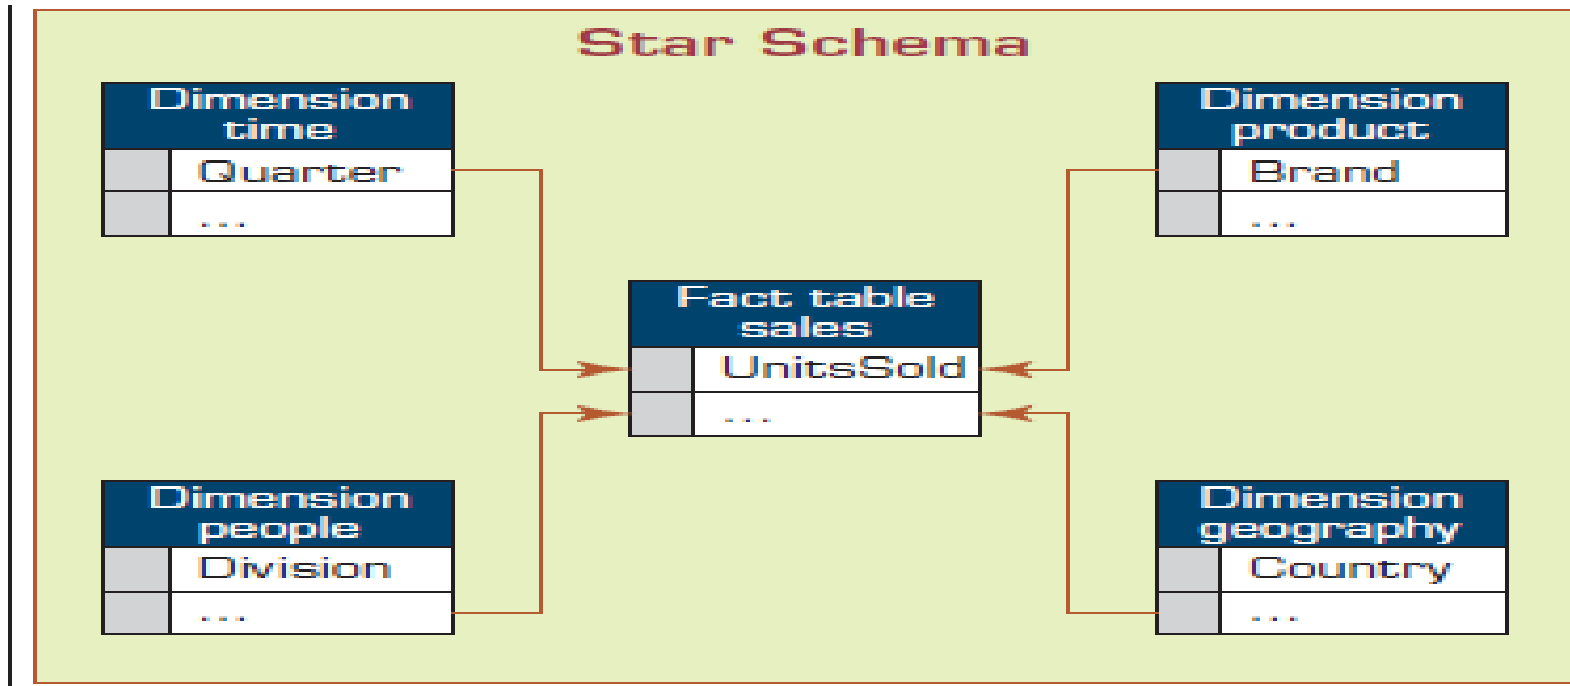 Star Schema
Dimension
time
Quarter
...
Dimension
product
Brand
...
Fact table
sales
UnitsSold
...
Dimension
people
Division
...
Dimension
geography
Country
...